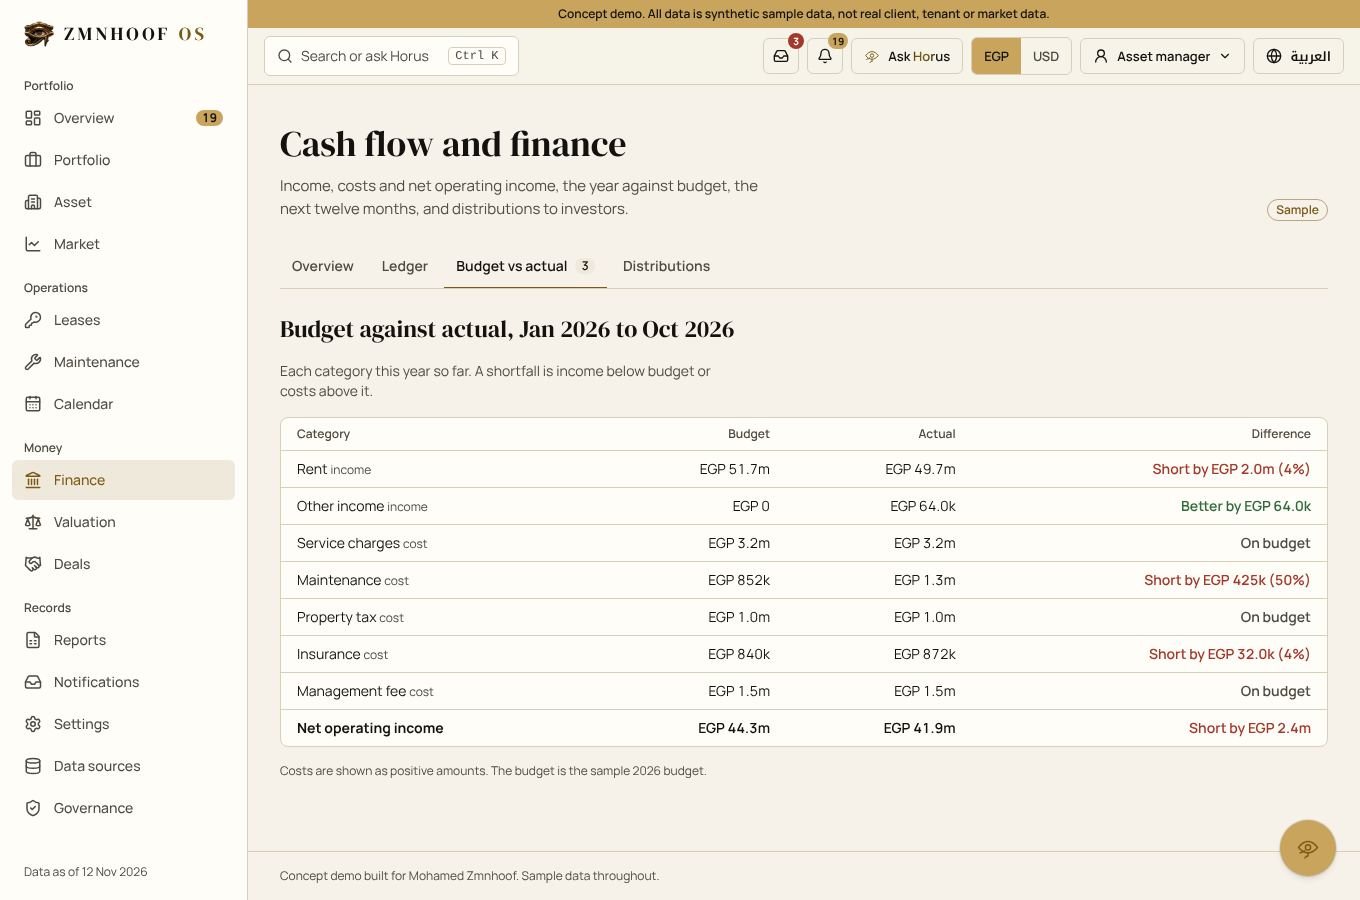 Concept demo. All data is synthetic sample data, not real client, tenant or market data.
ZMNHOOF OS
Search or ask Horus
Ctrl K
3
19
Ask Horus
EGP
USD
Asset manager
العربية
Portfolio
Overview 19
Portfolio
Asset
Market
Operations
Leases
Maintenance
Calendar
Money
Finance
Valuation
Deals
Records
Reports
Notifications
Settings
Data sources
Governance
Data as of 12 Nov 2026
Cash flow and finance
Income, costs and net operating income, the year against budget, the
next twelve months, and distributions to investors.
Sample
Overview Ledger Budget vs actual 3 Distributions
Budget against actual, Jan 2026 to Oct 2026
Each category this year so far. A shortfall is income below budget or
costs above it.
Category Budget Actual Difference
Rent income EGP 51.7m EGP 49.7m Short by EGP 2.0m (4%)
Other income income EGP 0 EGP 64.0k Better by EGP 64.0k
Service charges cost EGP 3.2m EGP 3.2m On budget
Maintenance cost EGP 852k EGP 1.3m Short by EGP 425k (50%)
Property tax cost EGP 1.0m EGP 1.0m On budget
Insurance cost EGP 840k EGP 872k Short by EGP 32.0k (4%)
Management fee cost EGP 1.5m EGP 1.5m On budget
Net operating income EGP 44.3m EGP 41.9m Short by EGP 2.4m
Costs are shown as positive amounts. The budget is the sample 2026 budget.
Concept demo built for Mohamed Zmnhoof. Sample data throughout.